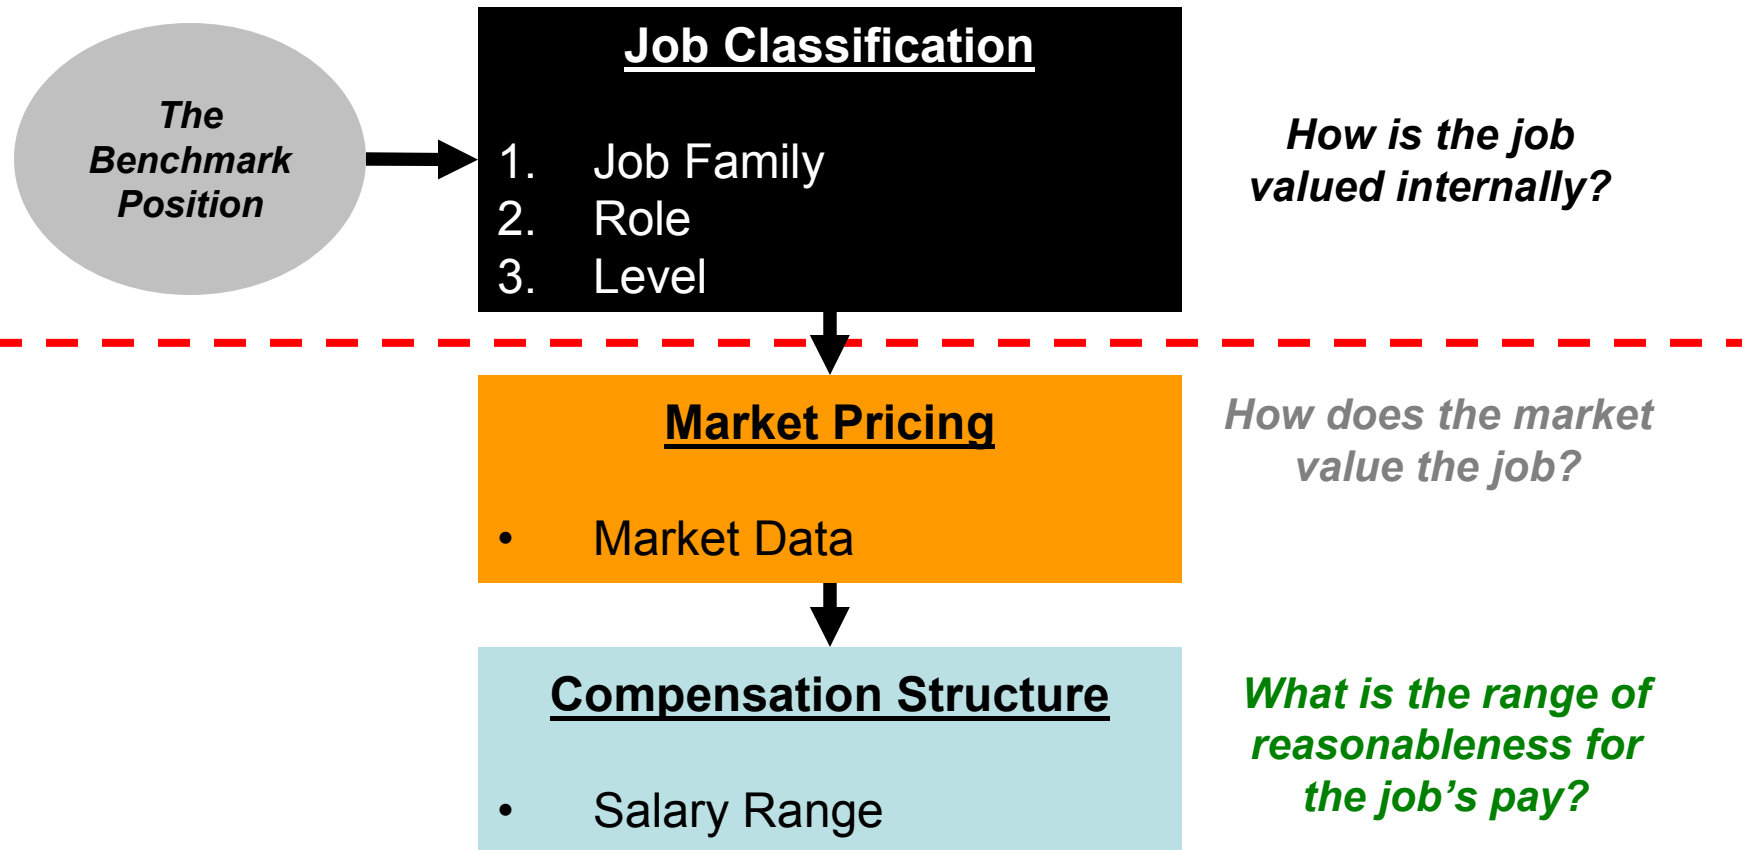 The
Benchmark
Position
Job Classification
1. Job Family
2. Role
3. Level
How is the job
valued internally?
Market Pricing
• Market Data
How does the market
value the job?
Compensation Structure
• Salary Range
What is the range of
reasonableness for
the job’s pay?